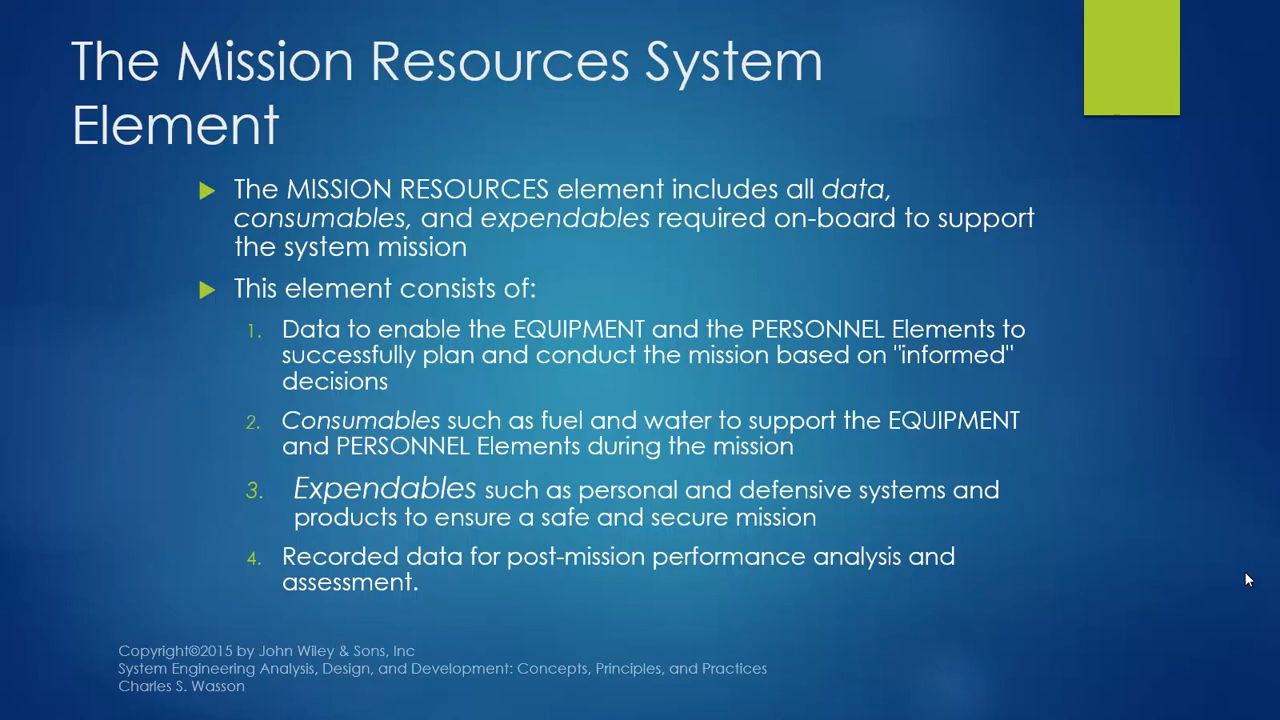 The Mission Resources System
Element
The MISSION RESOURCES element includes all data,
consumables, and expendables required on-board to support
the system mission
This element consists of:
1. Data to enable the EQUIPMENT and the PERSONNEL Elements to
successfully plan and conduct the mission based on "informed"
decisions
2. Consumables such as fuel and water to support the EQUIPMENT
and PERSONNEL Elements during the mission
3. Expendables such as personal and defensive systems and
products to ensure a safe and secure mission
4. Recorded data for post-mission performance analysis and
assessment.
Copyright©2015 by John Wiley & Sons, Inc
System Engineering Analysis, Design, and Development: Concepts, Principles, and Practices
Charles S. Wasson